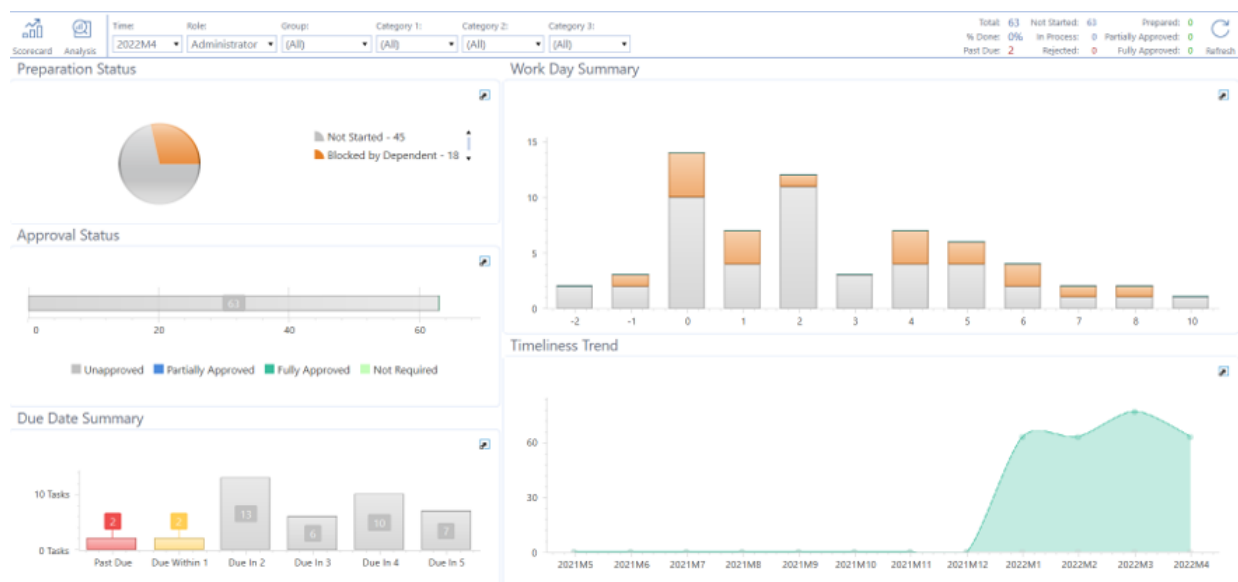 Scorecard
Analysis
Time:
2022M4
Role:
Administrator
Group:
(All)
Category 1:
(All)
Category 2:
(All)
Category 3:
(All)
Total: 63 Not Started: 63 Prepared: 0
% Done: 0% In Process: 0 Partially Approved: 0
Past Due: 2 Rejected: 0 Fully Approved: 0
Refresh
Preparation Status
Not Started - 45
Blocked by Dependent - 18
Approval Status
63
0 20 40 60
Unapproved Partially Approved Fully Approved Not Required
Due Date Summary
10 Tasks
0 Tasks
2 2 13 6 10 7
Past Due Due Within 1 Due In 2 Due In 3 Due In 4 Due In 5
Work Day Summary
15
10
5
0
-2 -1 0 1 2 3 4 5 6 7 8 10
Timeliness Trend
60
30
0
2021M5 2021M6 2021M7 2021M8 2021M9 2021M10 2021M11 2021M12 2022M1 2022M2 2022M3 2022M4